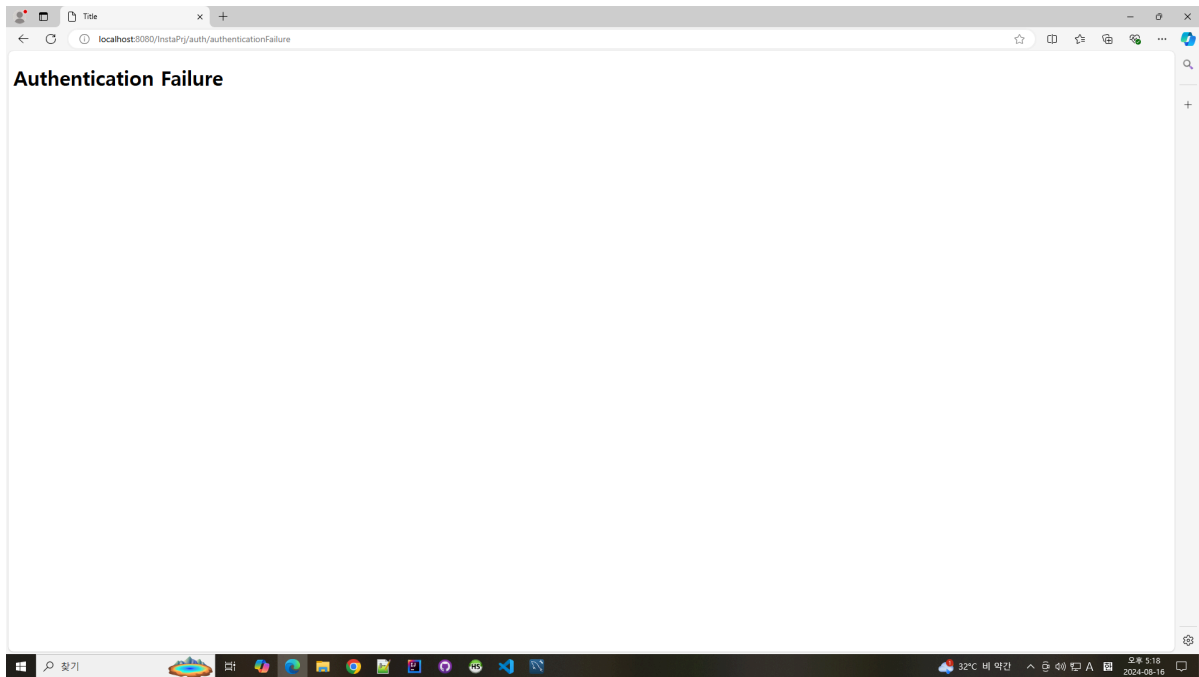 Title
localhost:8080/InstaPrj/auth/authenticationFailure
Authentication Failure
찾기
HS
32°C 비 약간
A
오후 5:18
2024-08-16